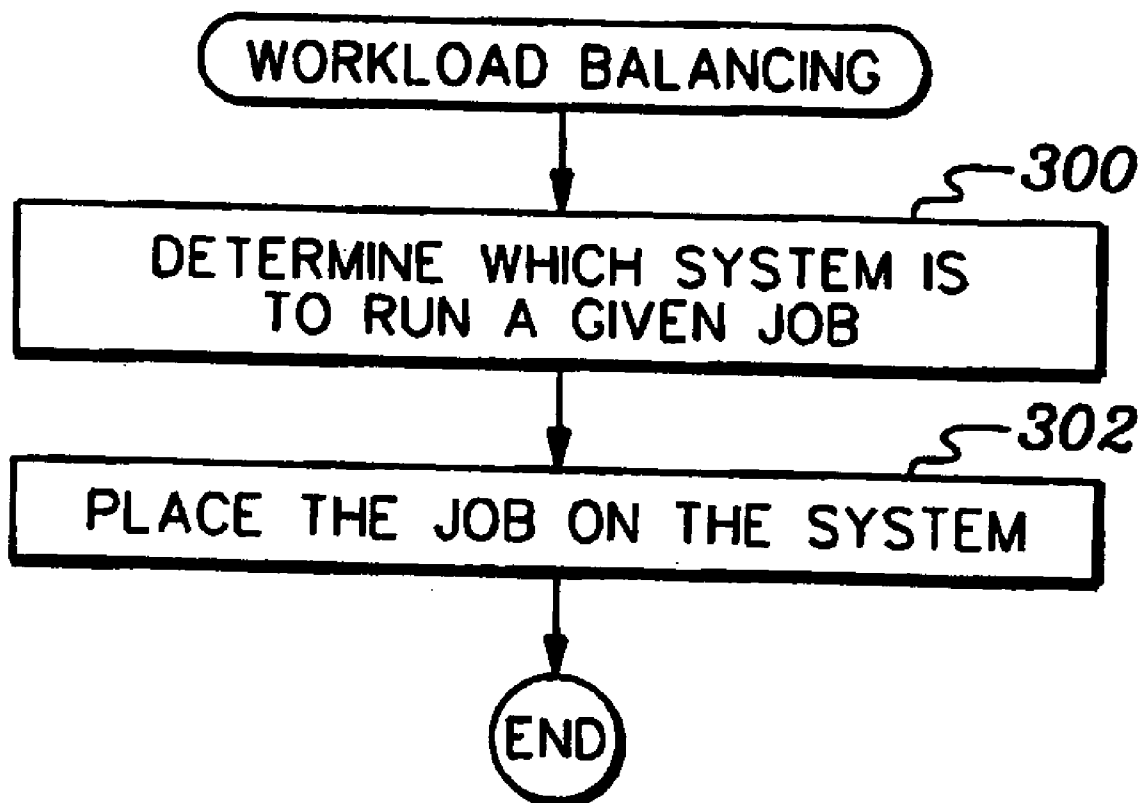 WORKLOAD BALANCING
300
DETERMINE WHICH SYSTEM IS
TO RUN A GIVEN JOB
302
PLACE THE JOB ON THE SYSTEM
END